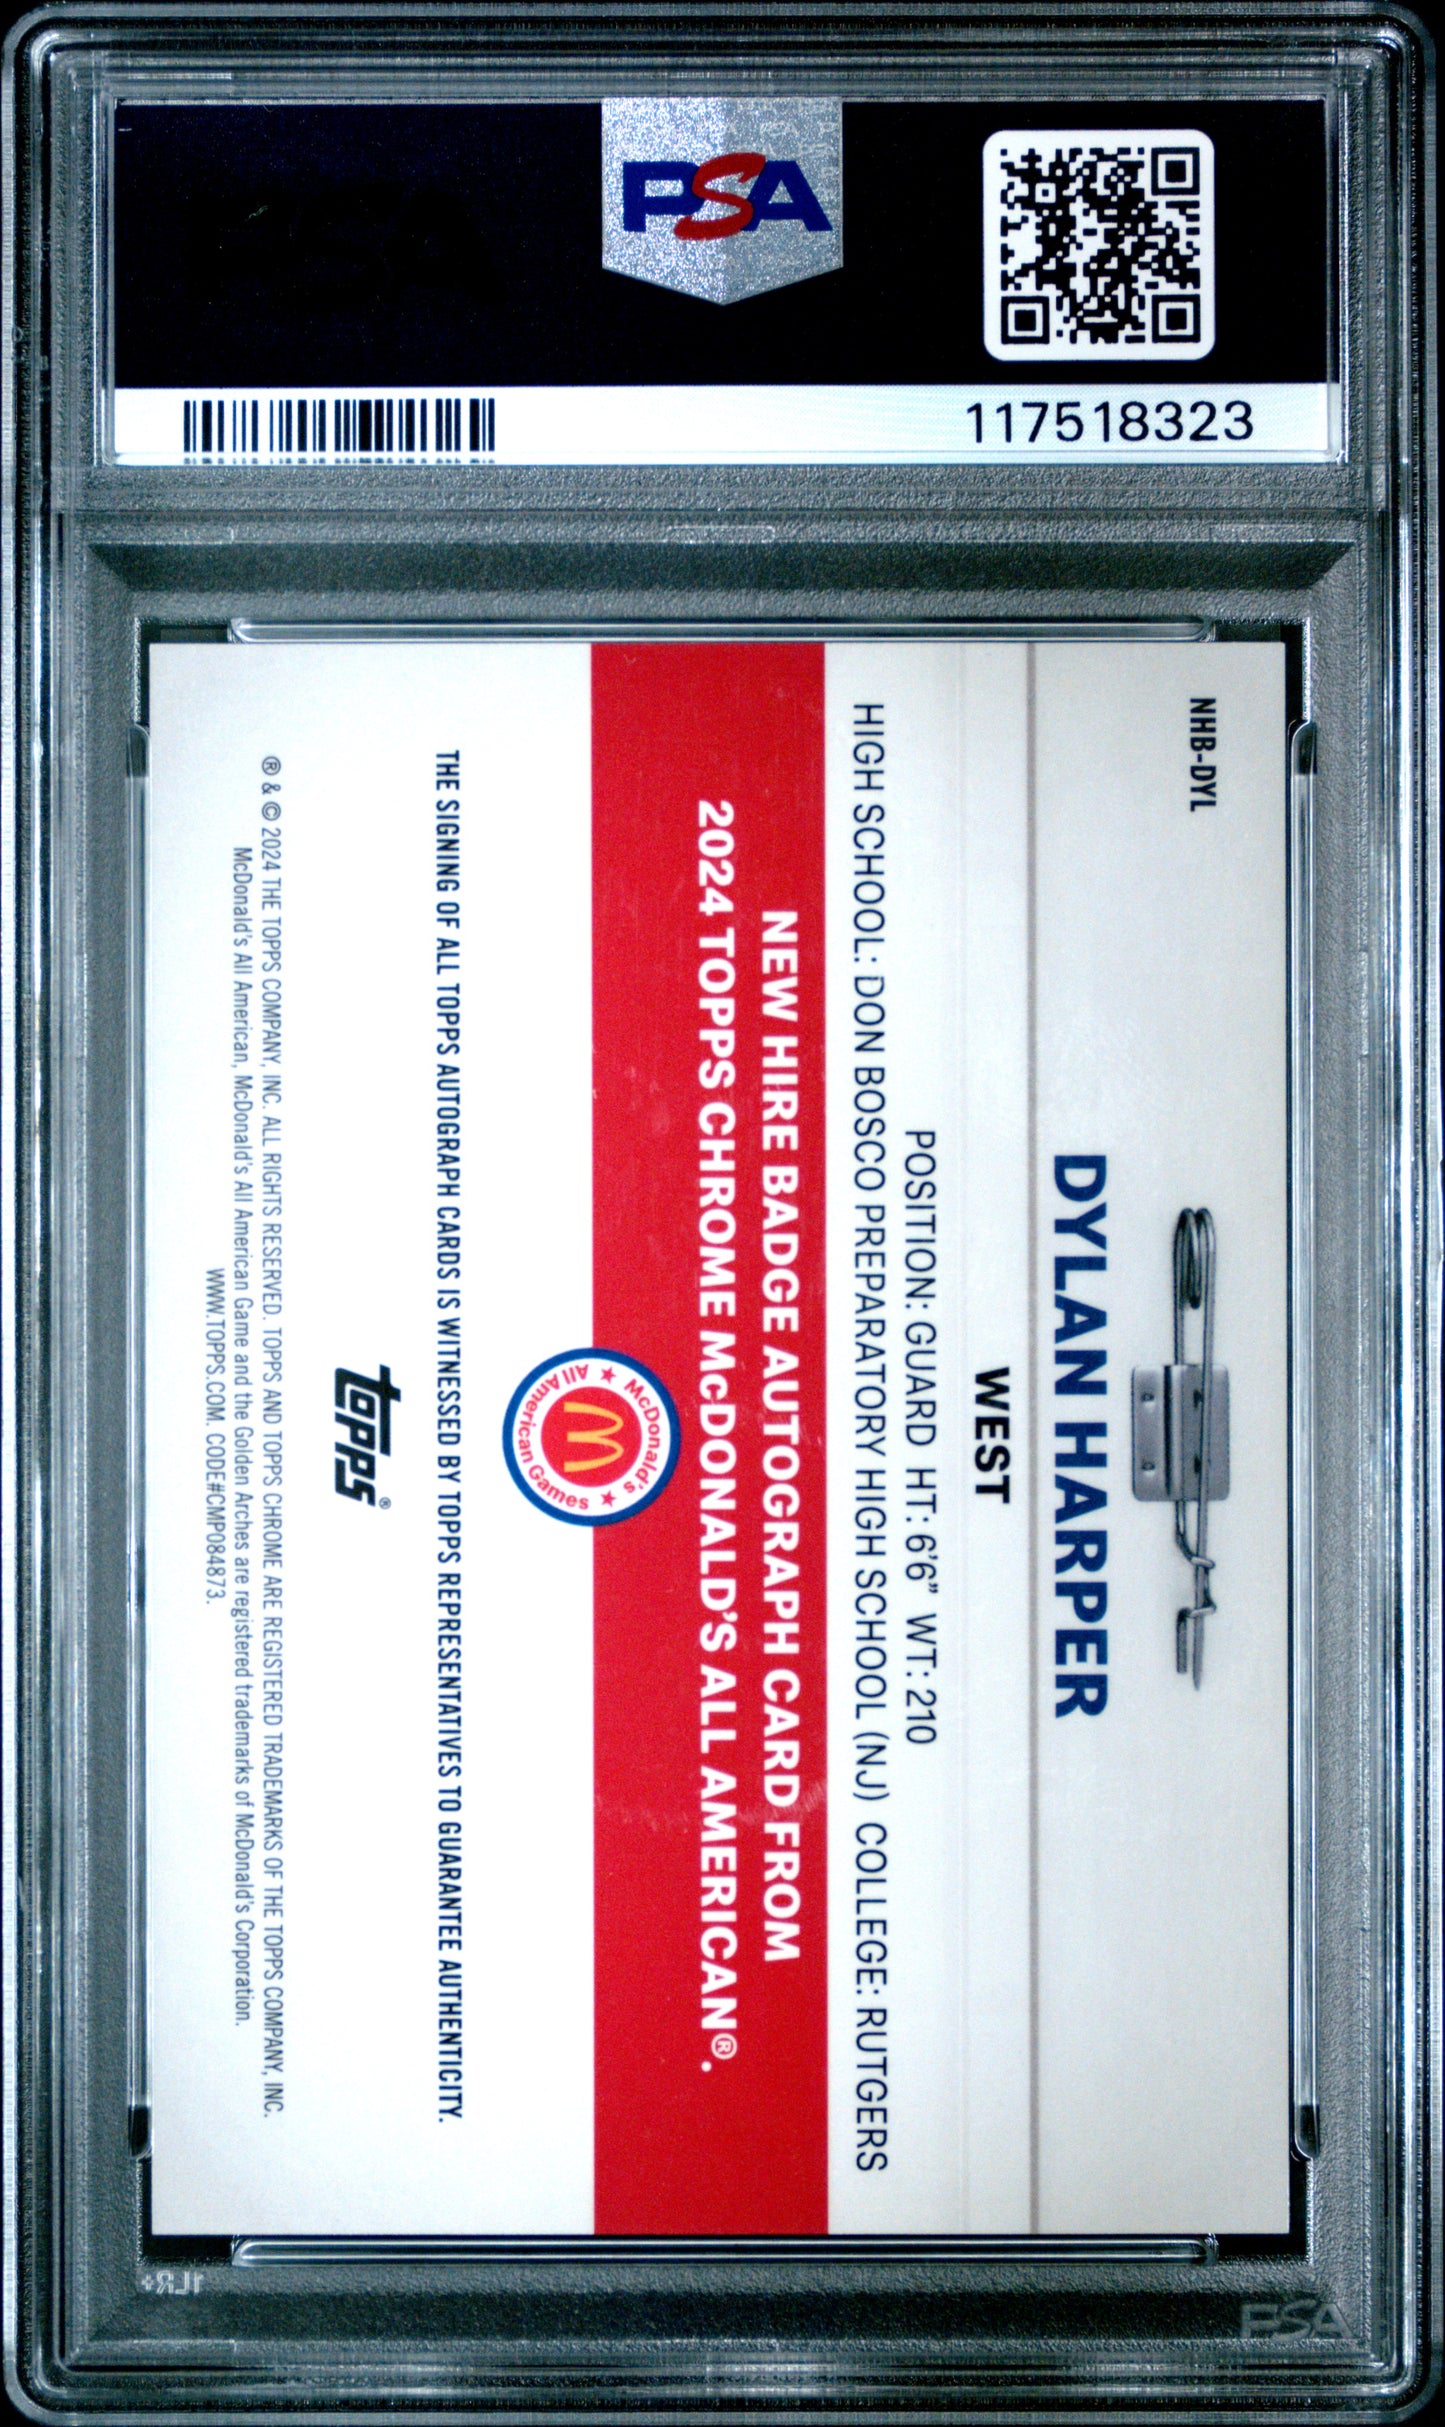 PSA
117518323
NHB-DYL
DYLAN HARPER
WEST
POSITION: GUARD HT: 6'6" WT: 210
HIGH SCHOOL: DON BOSCO PREPARATORY HIGH SCHOOL (NJ) COLLEGE: RUTGERS
NEW HIRE BADGE AUTOGRAPH CARD FROM
2024 TOPPS CHROME McDONALD'S ALL AMERICAN®.
McDonald's
All American Games
THE SIGNING OF ALL TOPPS AUTOGRAPH CARDS IS WITNESSED BY TOPPS REPRESENTATIVES TO GUARANTEE AUTHENTICITY.
topps®
® & © 2024 THE TOPPS COMPANY, INC. ALL RIGHTS RESERVED. TOPPS AND TOPPS CHROME ARE REGISTERED TRADEMARKS OF THE TOPPS COMPANY, INC.
McDonald's All American, McDonald's All American Game and the Golden Arches are registered trademarks of McDonald's Corporation.
WWW.TOPPS.COM. CODE#CMP084873.
PSA